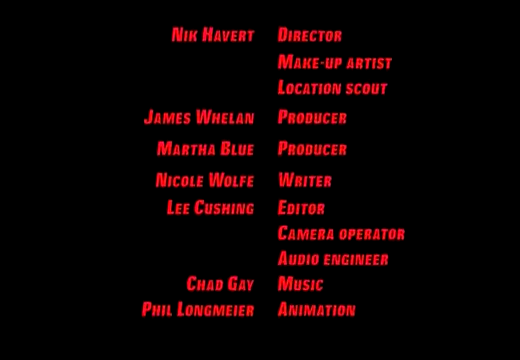 Nik Havert Director
Make-up artist
Location scout
James Whelan Producer
Martha Blue Producer
Nicole Wolfe Writer
Lee Cushing Editor
Camera operator
Audio engineer
Chad Gay Music
Phil Longmeier Animation